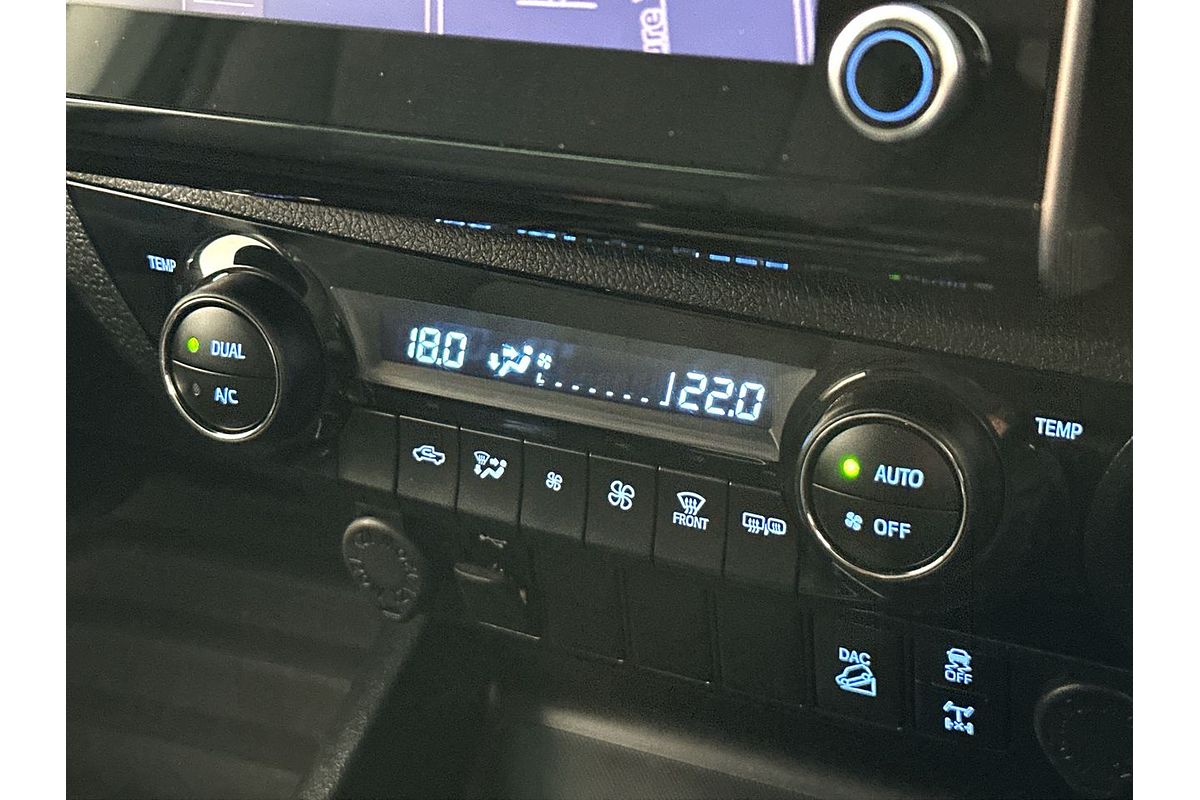 TEMP
DUAL
A/C
18.0
22.0
TEMP
AUTO
OFF
FRONT
DAC
OFF